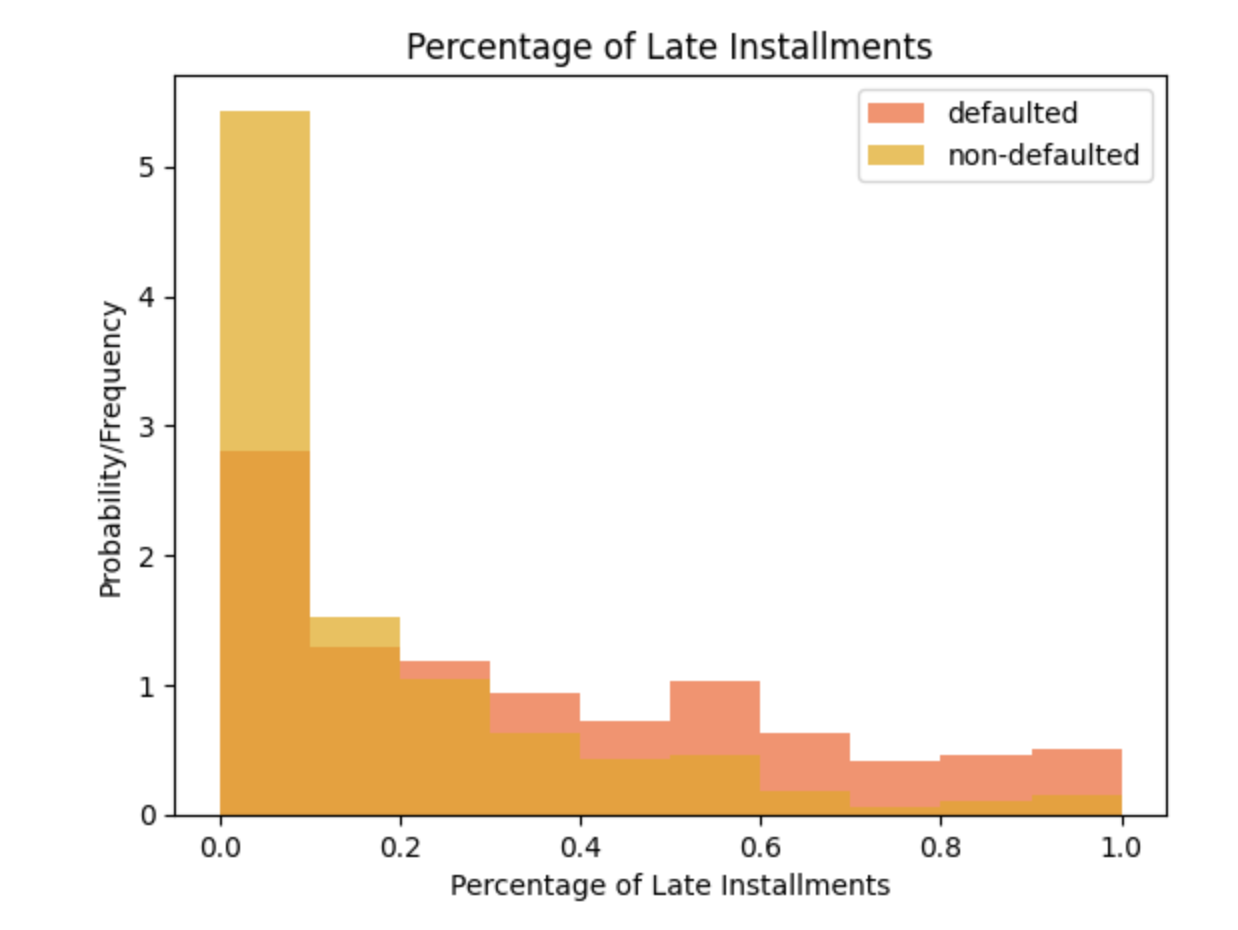 Percentage of Late Installments
defaulted
non-defaulted
Probability/Frequency
5
4
3
2
1
0
0.0 0.2 0.4 0.6 0.8 1.0
Percentage of Late Installments